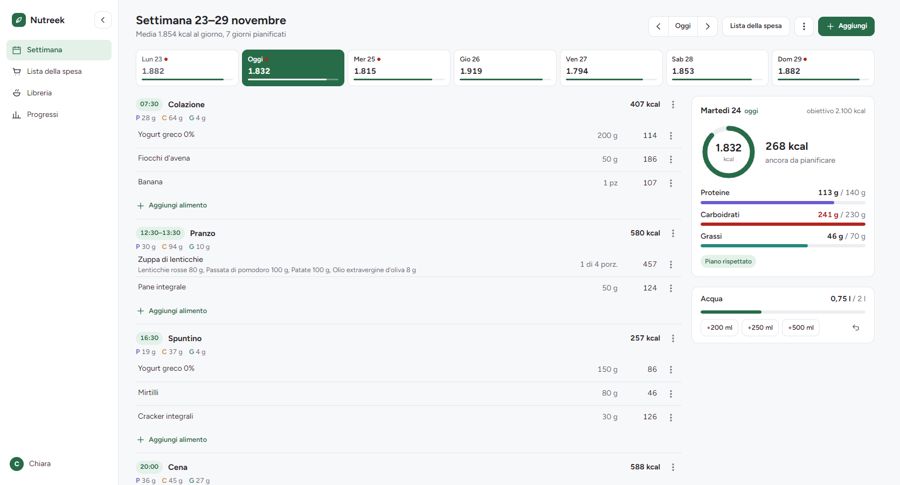 Nutreek
Settimana
Lista della spesa
Libreria
Progressi
C Chiara
Settimana 23–29 novembre
Media 1.854 kcal al giorno, 7 giorni pianificati
Oggi
Lista della spesa
Aggiungi
Lun 23
1.882
Oggi
1.832
Mer 25
1.815
Gio 26
1.919
Ven 27
1.794
Sab 28
1.853
Dom 29
1.882
07:30 Colazione 407 kcal
P 28 g C 64 g G 4 g
Yogurt greco 0% 200 g 114
Fiocchi d'avena 50 g 186
Banana 1 pz 107
Aggiungi alimento
12:30–13:30 Pranzo 580 kcal
P 30 g C 94 g G 10 g
Zuppa di lenticchie 1 di 4 porz. 457
Lenticchie rosse 80 g, Passata di pomodoro 100 g, Patate 100 g, Olio extravergine d'oliva 8 g
Pane integrale 50 g 124
Aggiungi alimento
16:30 Spuntino 257 kcal
P 19 g C 37 g G 4 g
Yogurt greco 0% 150 g 86
Mirtilli 80 g 46
Cracker integrali 30 g 126
Aggiungi alimento
20:00 Cena 588 kcal
P 36 g C 45 g G 27 g
Martedì 24 oggi obiettivo 2.100 kcal
1.832
kcal
268 kcal
ancora da pianificare
Proteine 113 g / 140 g
Carboidrati 241 g / 230 g
Grassi 46 g / 70 g
Piano rispettato
Acqua 0,75 l / 2 l
+200 ml +250 ml +500 ml